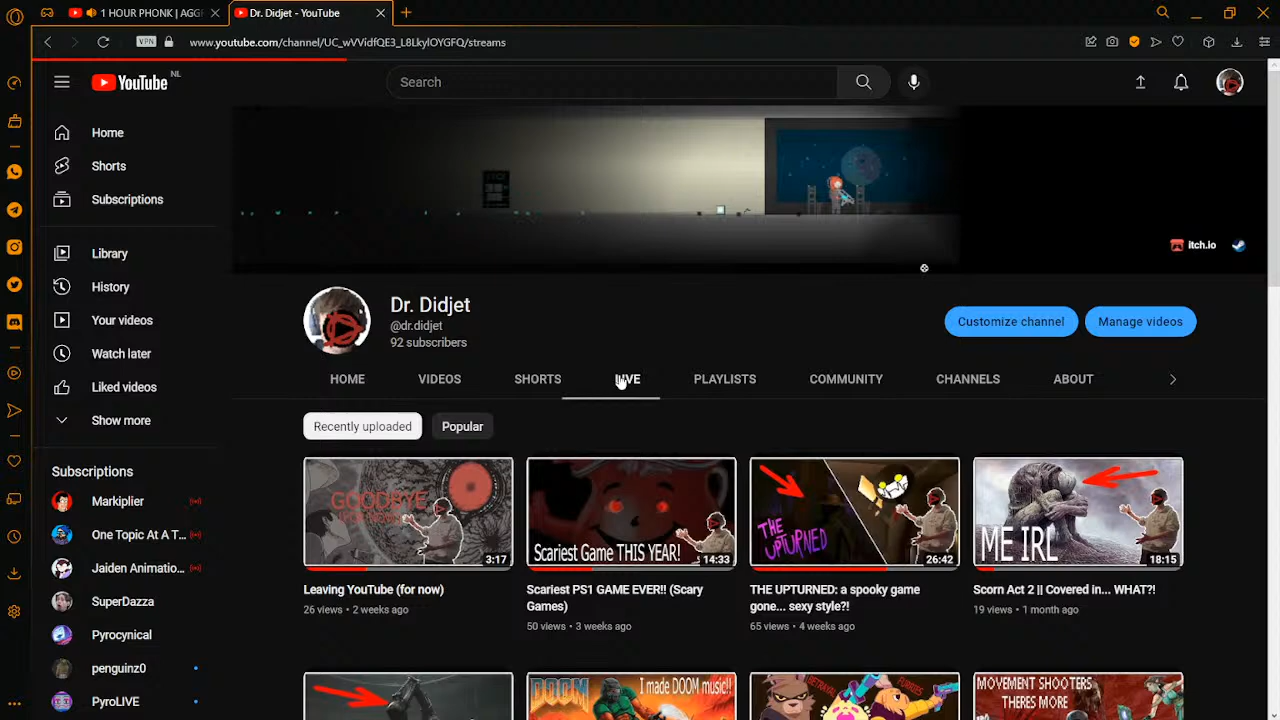 1 HOUR PHONK | AGGF
Dr. Didjet - YouTube
VPN
www.youtube.com/channel/UC_wVVidfQE3_L8LkylOYGFQ/streams
YouTube NL
Search
Home
Shorts
Subscriptions
Library
History
Your videos
Watch later
Liked videos
Show more
Subscriptions
Markiplier
One Topic At A T...
Jaiden Animatio...
SuperDazza
Pyrocynical
penguinz0
PyroLIVE
itch.io
Dr. Didjet
@dr.didjet
92 subscribers
Customize channel
Manage videos
HOME
VIDEOS
SHORTS
LIVE
PLAYLISTS
COMMUNITY
CHANNELS
ABOUT
Recently uploaded
Popular
GOODBYE
(FOR NOW)
3:17
Scariest Game THIS YEAR!
14:33
THE
UPTURNED
26:42
ME IRL
18:15
Leaving YouTube (for now)
26 views • 2 weeks ago
Scariest PS1 GAME EVER!! (Scary
Games)
50 views • 3 weeks ago
THE UPTURNED: a spooky game
gone... sexy style?!
65 views • 4 weeks ago
Scorn Act 2 || Covered in... WHAT?!
19 views • 1 month ago
DOOM
I made DOOM music!!
BETRAYAL
MOVEMENT SHOOTERS
THERES MORE